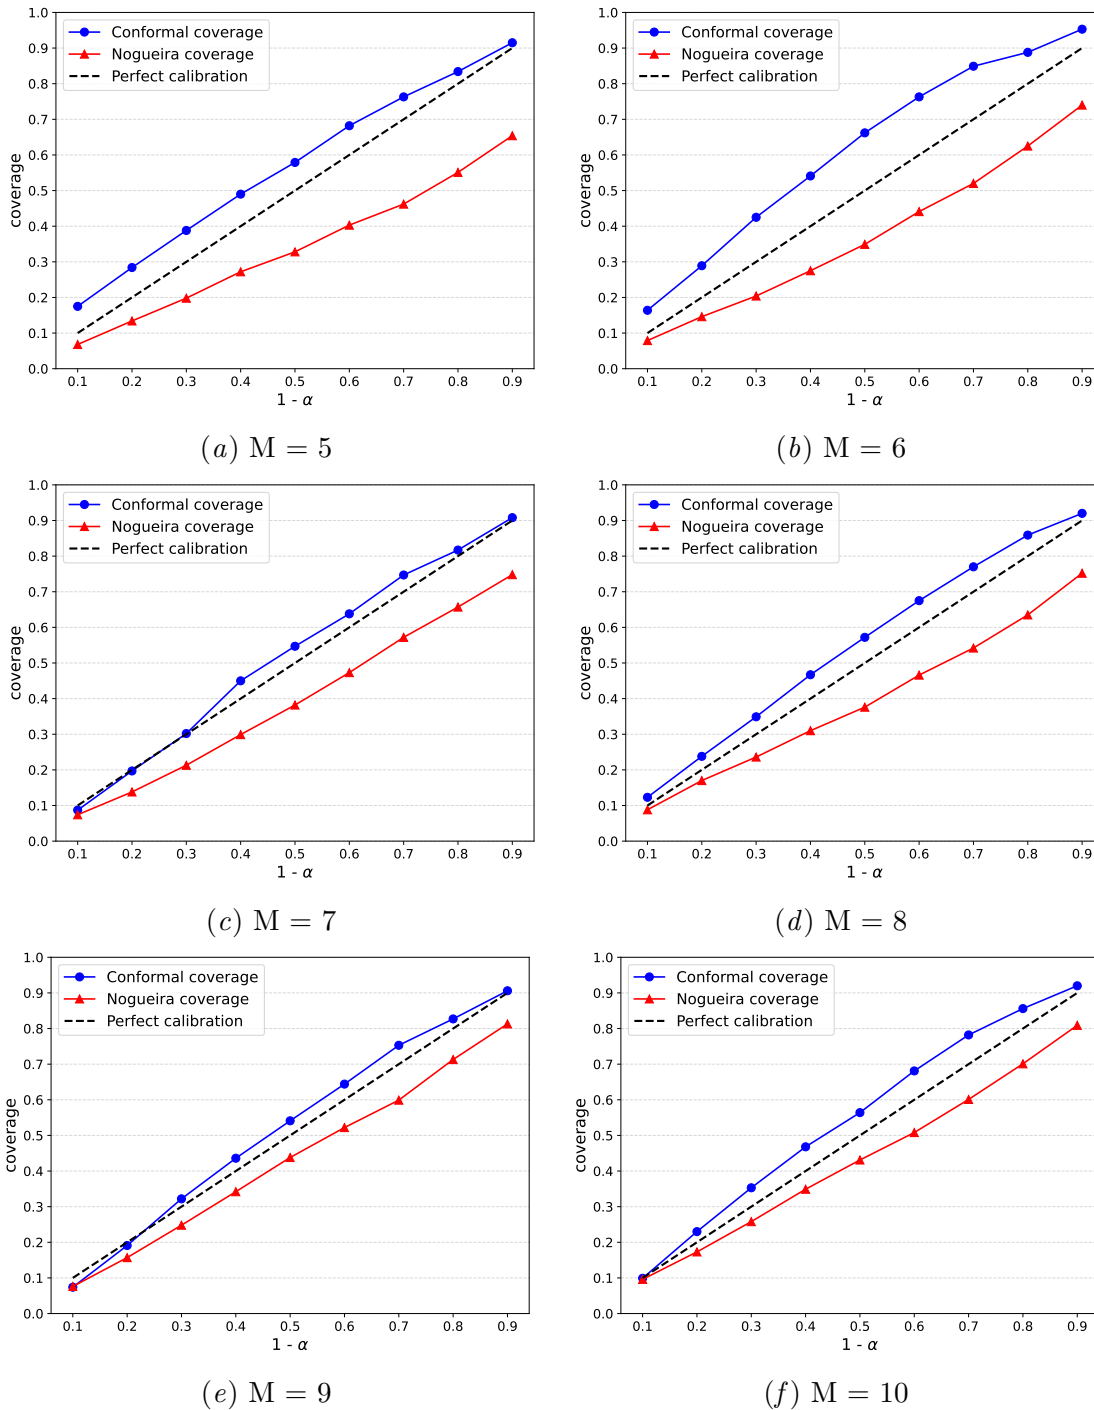 1.0
0.9
0.8
0.7
0.6
0.5
0.4
0.3
0.2
0.1
0.0
coverage
Conformal coverage
Nogueira coverage
Perfect calibration
0.1 0.2 0.3 0.4 0.5 0.6 0.7 0.8 0.9
1 - α
(a) M = 5
1.0
0.9
0.8
0.7
0.6
0.5
0.4
0.3
0.2
0.1
0.0
coverage
Conformal coverage
Nogueira coverage
Perfect calibration
0.1 0.2 0.3 0.4 0.5 0.6 0.7 0.8 0.9
1 - α
(b) M = 6
1.0
0.9
0.8
0.7
0.6
0.5
0.4
0.3
0.2
0.1
0.0
coverage
Conformal coverage
Nogueira coverage
Perfect calibration
0.1 0.2 0.3 0.4 0.5 0.6 0.7 0.8 0.9
1 - α
(c) M = 7
1.0
0.9
0.8
0.7
0.6
0.5
0.4
0.3
0.2
0.1
0.0
coverage
Conformal coverage
Nogueira coverage
Perfect calibration
0.1 0.2 0.3 0.4 0.5 0.6 0.7 0.8 0.9
1 - α
(d) M = 8
1.0
0.9
0.8
0.7
0.6
0.5
0.4
0.3
0.2
0.1
0.0
coverage
Conformal coverage
Nogueira coverage
Perfect calibration
0.1 0.2 0.3 0.4 0.5 0.6 0.7 0.8 0.9
1 - α
(e) M = 9
1.0
0.9
0.8
0.7
0.6
0.5
0.4
0.3
0.2
0.1
0.0
coverage
Conformal coverage
Nogueira coverage
Perfect calibration
0.1 0.2 0.3 0.4 0.5 0.6 0.7 0.8 0.9
1 - α
(f) M = 10